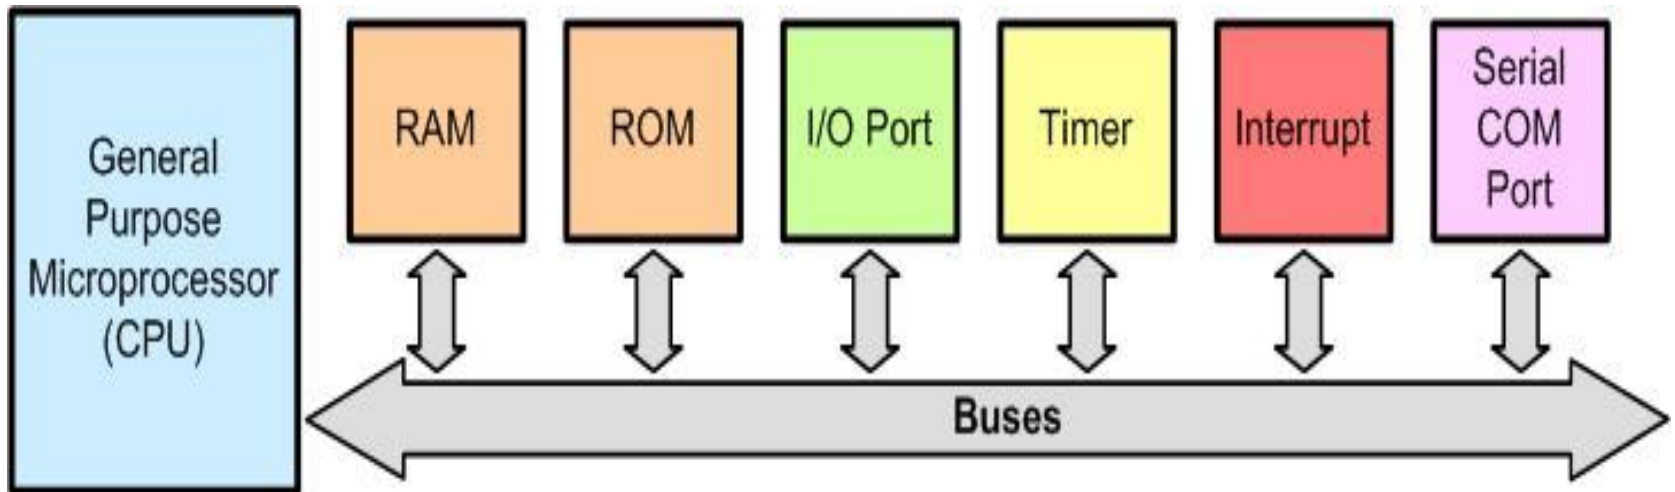 General
Purpose
Microprocessor
(CPU)
RAM
ROM
I/O Port
Timer
Interrupt
Serial
COM
Port
Buses